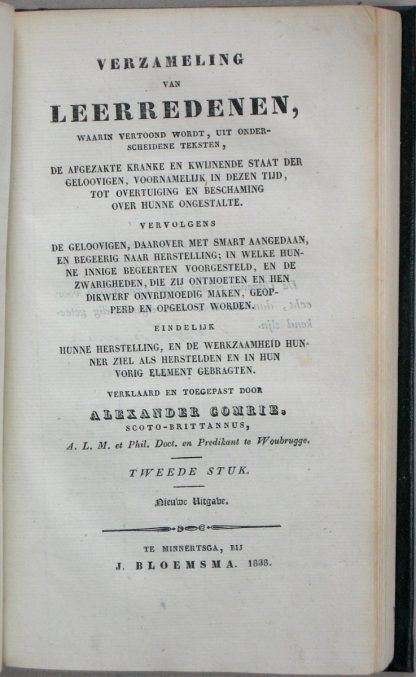 VERZAMELING
VAN
LEERREDENEN,
WAARIN VERTOOND WORDT, UIT ONDER-
SCHEIDENE TEKSTEN,
DE AFGEZAKTE KRANKE EN KWIJNENDE STAAT DER
GELOOVIGEN, VOORNAMELIJK IN DEZEN TIJD,
TOT OVERTUIGING EN BESCHAMING
OVER HUNNE ONGESTALTE.
VERVOLGENS
DE GELOOVIGEN, DAAROVER MET SMART AANGEDAAN,
EN BEGEERIG NAAR HERSTELLING; IN WELKE HUN-
NE INNIGE BEGEERTEN VOORGESTELD, EN DE
ZWARIGHEDEN, DIE ZIJ ONTMOETEN EN HEN
DIKWERF ONVRIJMOEDIG MAKEN, GEOP-
PERD EN OPGELOST WORDEN.
EINDELIJK
HUNNE HERSTELLING, EN DE WERKZAAMHEID HUN-
NER ZIEL ALS HERSTELDEN EN IN HUN
VORIG ELEMENT GEBRAGTEN.
VERKLAARD EN TOEGEPAST DOOR
ALEXANDER COMRIE,
SCOTO-BRITTANNUS,
A. L. M. et Phil. Doct. en Predikant te Woubrugge.
TWEEDE STUK.
Nieuwe Uitgave.
TE MINNERTSGA, BIJ
J. BLOEMSMA. 1838.